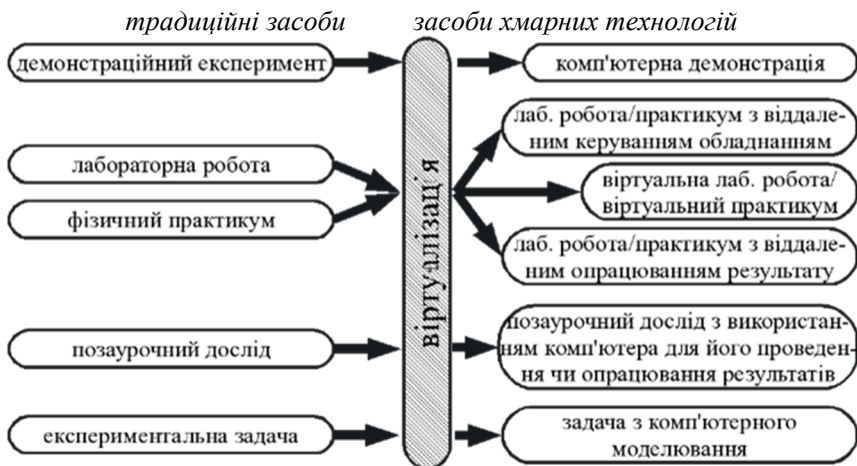 традиційні засоби
засоби хмарних технологій
демонстраційний експеримент
комп'ютерна демонстрація
лаб. робота/практикум з віддале-
ним керуванням обладнанням
лабораторна робота
віртуальна лаб. робота/
віртуальний практикум
фізичний практикум
лаб. робота/практикум з віддале-
ним опрацюванням результату
віртуалізація
позаурочний дослід
позаурочний дослід з використан-
ням комп'ютера для його проведен-
ня чи опрацювання результатів
експериментальна задача
задача з комп'ютерного
моделювання